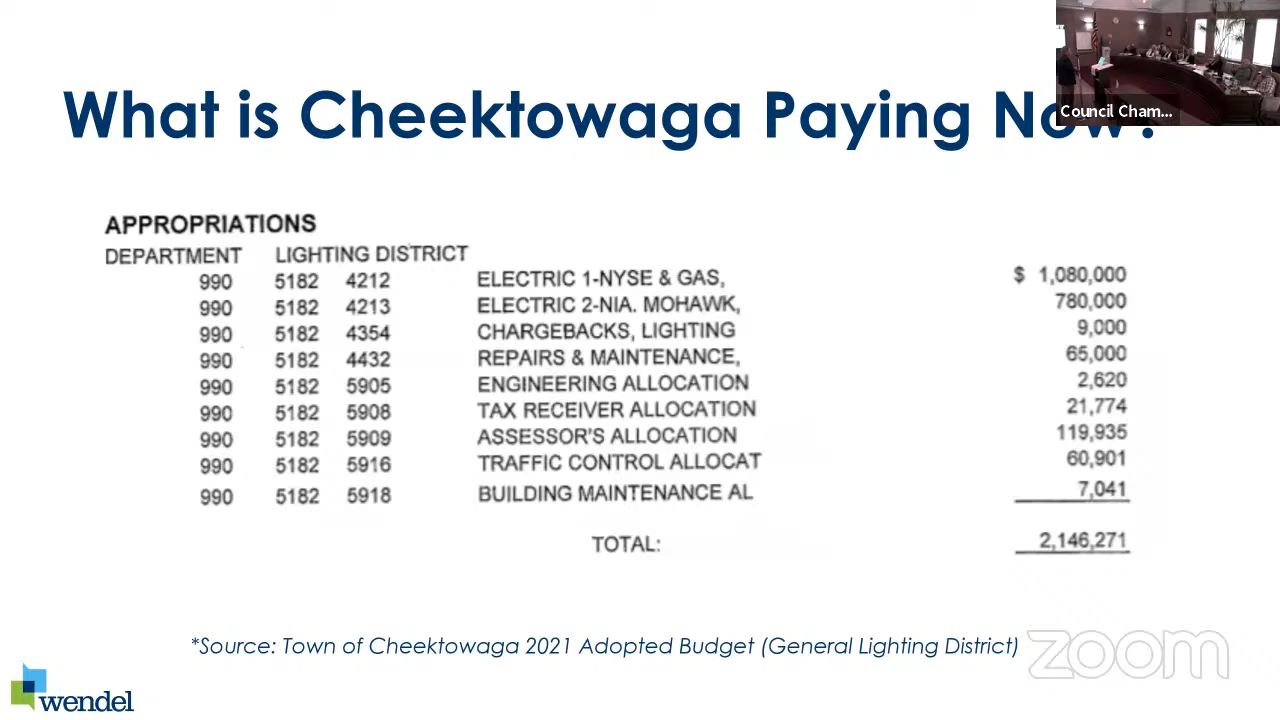 What is Cheektowaga Paying Now?
Council Cham...
APPROPRIATIONS
DEPARTMENT LIGHTING DISTRICT
990 5182 4212 ELECTRIC 1-NYSE & GAS, $ 1,080,000
990 5182 4213 ELECTRIC 2-NIA. MOHAWK, 780,000
990 5182 4354 CHARGEBACKS, LIGHTING 9,000
990 5182 4432 REPAIRS & MAINTENANCE, 65,000
990 5182 5905 ENGINEERING ALLOCATION 2,620
990 5182 5908 TAX RECEIVER ALLOCATION 21,774
990 5182 5909 ASSESSOR'S ALLOCATION 119,935
990 5182 5916 TRAFFIC CONTROL ALLOCAT 60,901
990 5182 5918 BUILDING MAINTENANCE AL 7,041
TOTAL: 2,146,271
*Source: Town of Cheektowaga 2021 Adopted Budget (General Lighting District)
zoom
wendel